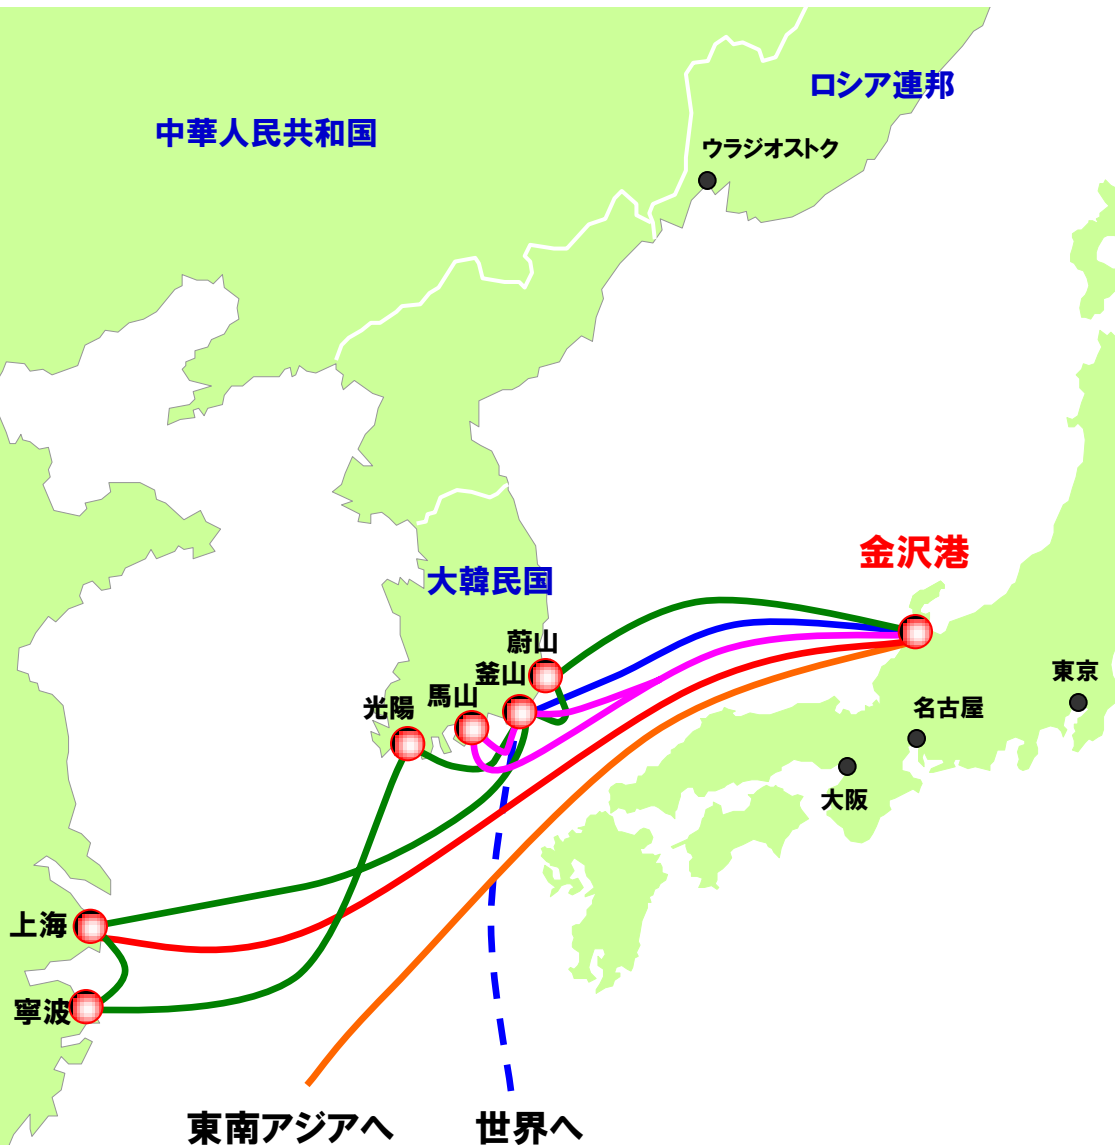 ロシア連邦
中華人民共和国
ウラジオストク
金沢港
大韓民国
蔚山
釜山
馬山
光陽
東京
名古屋
大阪
上海
寧波
東南アジアへ
世界へ